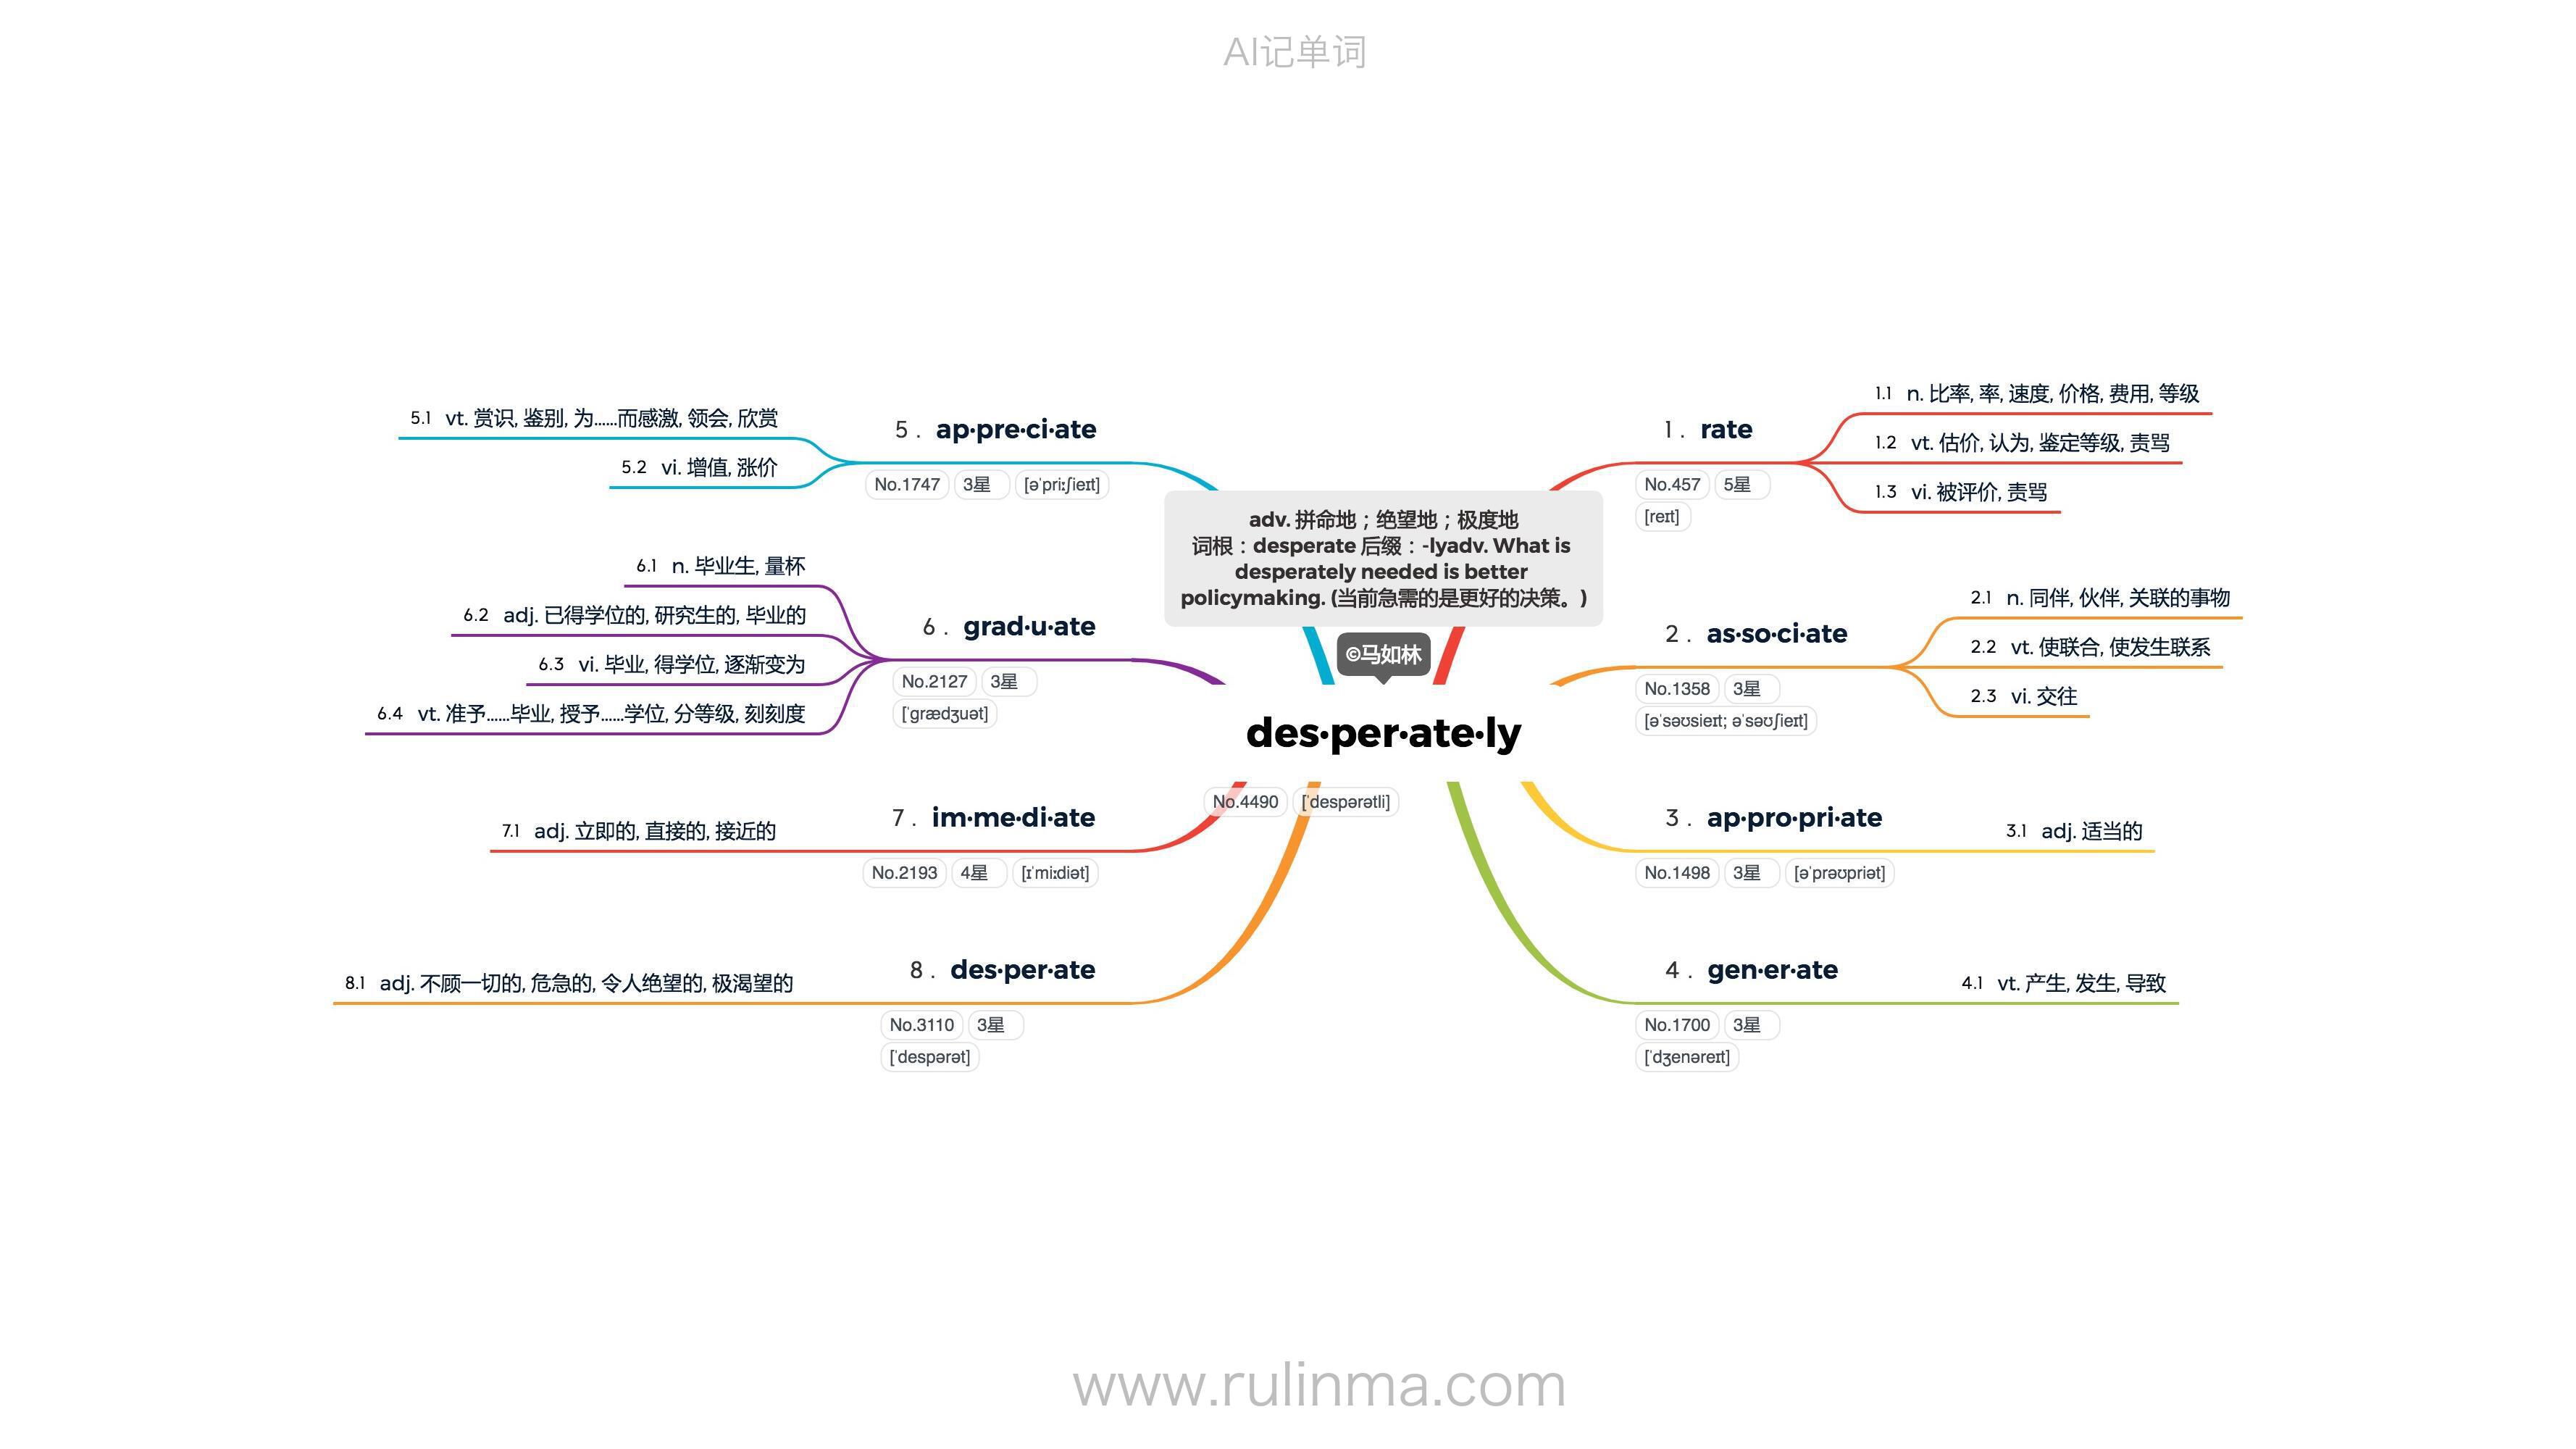 AI记单词
adv. 拼命地；绝望地；极度地
词根：desperate 后缀：-lyadv. What is
desperately needed is better
policymaking. (当前急需的是更好的决策。)
©马如林
des·per·ate·ly
No.4490 [ˈdespərətli]
1. rate
No.457 5星
[reɪt]
1.1 n. 比率, 率, 速度, 价格, 费用, 等级
1.2 vt. 估价, 认为, 鉴定等级, 责骂
1.3 vi. 被评价, 责骂
2. as·so·ci·ate
No.1358 3星
[əˈsəʊsieɪt; əˈsəʊʃieɪt]
2.1 n. 同伴, 伙伴, 关联的事物
2.2 vt. 使联合, 使发生联系
2.3 vi. 交往
3. ap·pro·pri·ate
No.1498 3星 [əˈprəʊpriət]
3.1 adj. 适当的
4. gen·er·ate
No.1700 3星
[ˈdʒenəreɪt]
4.1 vt. 产生, 发生, 导致
5. ap·pre·ci·ate
No.1747 3星 [əˈpriːʃieɪt]
5.1 vt. 赏识, 鉴别, 为......而感激, 领会, 欣赏
5.2 vi. 增值, 涨价
6. grad·u·ate
No.2127 3星
[ˈɡrædʒuət]
6.1 n. 毕业生, 量杯
6.2 adj. 已得学位的, 研究生的, 毕业的
6.3 vi. 毕业, 得学位, 逐渐变为
6.4 vt. 准予......毕业, 授予......学位, 分等级, 刻刻度
7. im·me·di·ate
No.2193 4星 [ɪˈmiːdiət]
7.1 adj. 立即的, 直接的, 接近的
8. des·per·ate
No.3110 3星
[ˈdespərət]
8.1 adj. 不顾一切的, 危急的, 令人绝望的, 极渴望的
www.rulinma.com